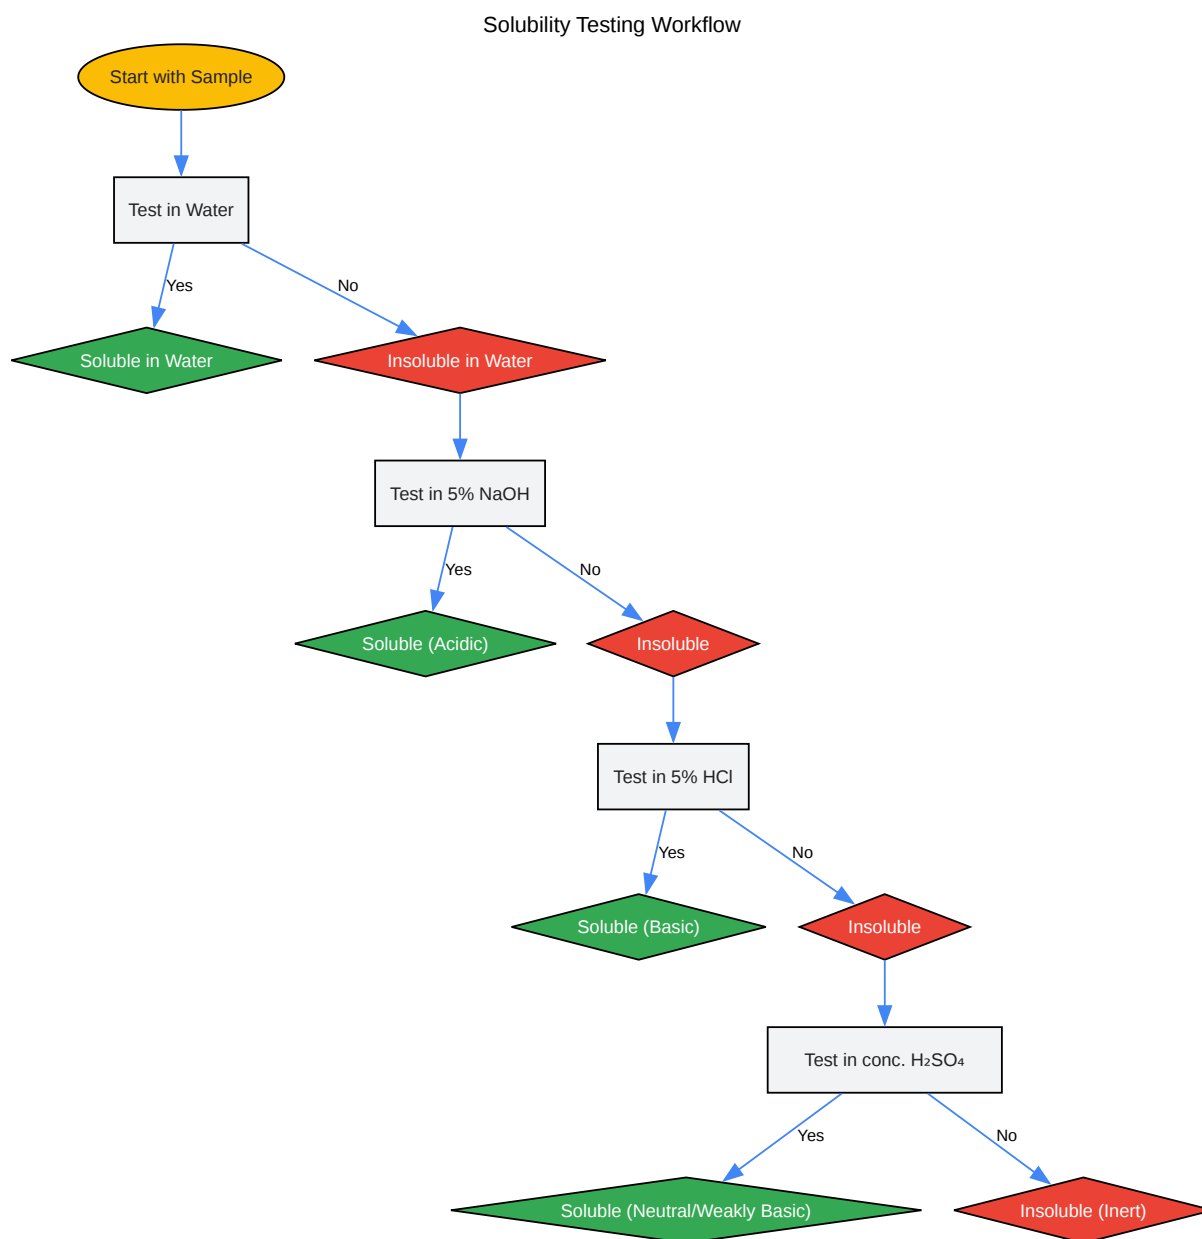 Solubility Testing Workflow
Start with Sample
Test in Water
Yes
No
Soluble in Water
Insoluble in Water
Test in 5% NaOH
Yes
No
Soluble (Acidic)
Insoluble
Test in 5% HCl
Yes
No
Soluble (Basic)
Insoluble
Test in conc. H₂SO₄
Yes
No
Soluble (Neutral/Weakly Basic)
Insoluble (Inert)